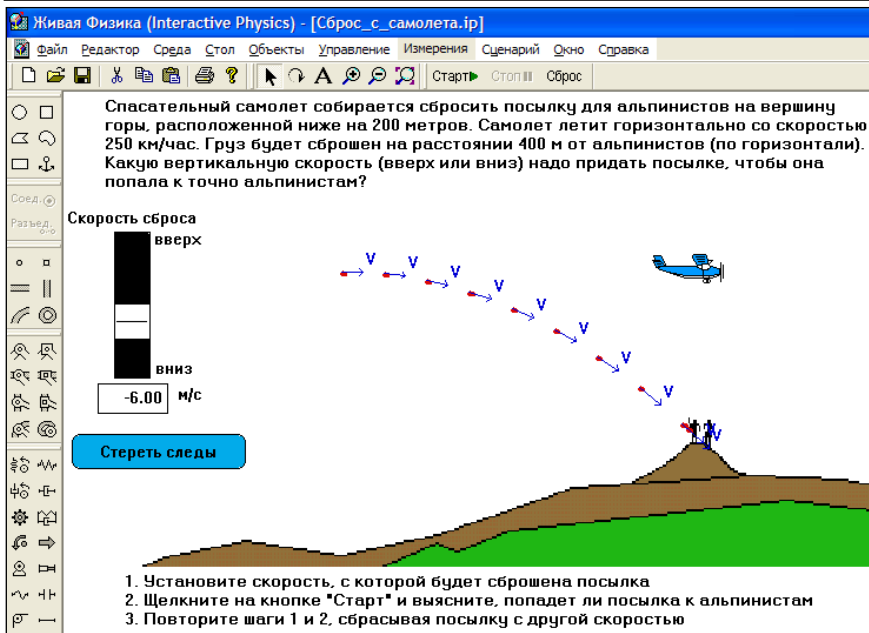 Живая Физика (Interactive Physics) - [Сброс_с_самолета.ip]
Файл Редактор Среда Стол Объекты Управление Измерения Сценарий Окно Справка
Старт Стоп Сброс
Спасательный самолет собирается сбросить посылку для альпинистов на вершину
горы, расположенной ниже на 200 метров. Самолет летит горизонтально со скоростью
250 км/час. Груз будет сброшен на расстоянии 400 м от альпинистов (по горизонтали).
Какую вертикальную скорость (вверх или вниз) надо придать посылке, чтобы она
попала к точно альпинистам?
Соед.
Разъед.
Скорость сброса
вверх
вниз
-6.00 м/с
Стереть следы
V
V
V
V
V
V
V
V
V
1. Установите скорость, с которой будет сброшена посылка
2. Щелкните на кнопке "Старт" и выясните, попадет ли посылка к альпинистам
3. Повторите шаги 1 и 2, сбрасывая посылку с другой скоростью